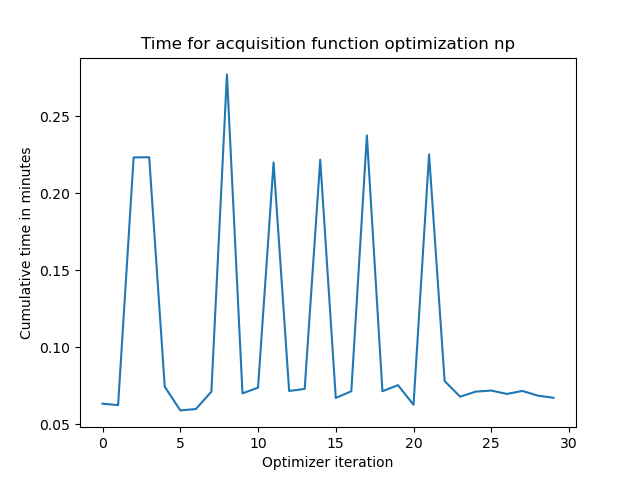 Time for acquisition function optimization np
Cumulative time in minutes
0.25
0.20
0.15
0.10
0.05
0 5 10 15 20 25 30
Optimizer iteration